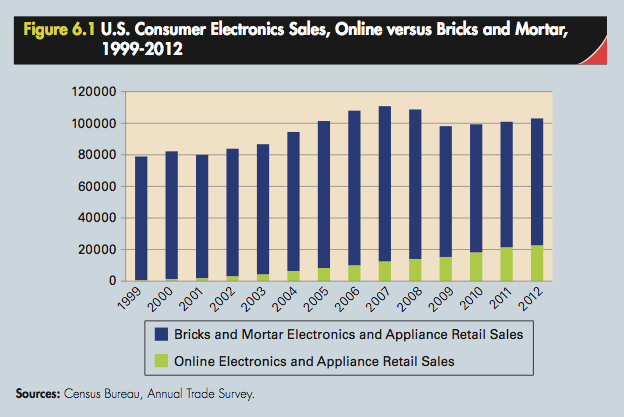 Figure 6.1 U.S. Consumer Electronics Sales, Online versus Bricks and Mortar,
1999-2012
120000
100000
80000
60000
40000
20000
0
1999 2000 2001 2002 2003 2004 2005 2006 2007 2008 2009 2010 2011 2012
Bricks and Mortar Electronics and Appliance Retail Sales
Online Electronics and Appliance Retail Sales
Sources: Census Bureau, Annual Trade Survey.